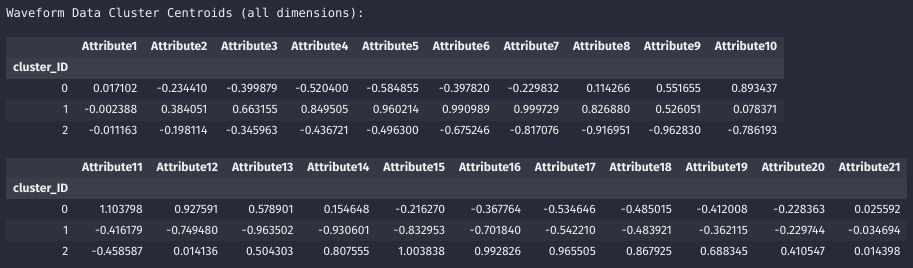 Waveform Data Cluster Centroids (all dimensions):
Attribute1 Attribute2 Attribute3 Attribute4 Attribute5 Attribute6 Attribute7 Attribute8 Attribute9 Attribute10
cluster_ID
0 0.017102 -0.234410 -0.399879 -0.520400 -0.584855 -0.397820 -0.229832 0.114266 0.551655 0.893437
1 -0.002388 0.384051 0.663155 0.849505 0.960214 0.990989 0.999729 0.826880 0.526051 0.078371
2 -0.011163 -0.198114 -0.345963 -0.436721 -0.496300 -0.675246 -0.817076 -0.916951 -0.962830 -0.786193
Attribute11 Attribute12 Attribute13 Attribute14 Attribute15 Attribute16 Attribute17 Attribute18 Attribute19 Attribute20 Attribute21
cluster_ID
0 1.103798 0.927591 0.578901 0.154648 -0.216270 -0.367764 -0.534646 -0.485015 -0.412008 -0.228363 0.025592
1 -0.416179 -0.749480 -0.963502 -0.930601 -0.832953 -0.701840 -0.542210 -0.483921 -0.362115 -0.229744 -0.034694
2 -0.458587 0.014136 0.504303 0.807555 1.003838 0.992826 0.965505 0.867925 0.688345 0.410547 0.014398